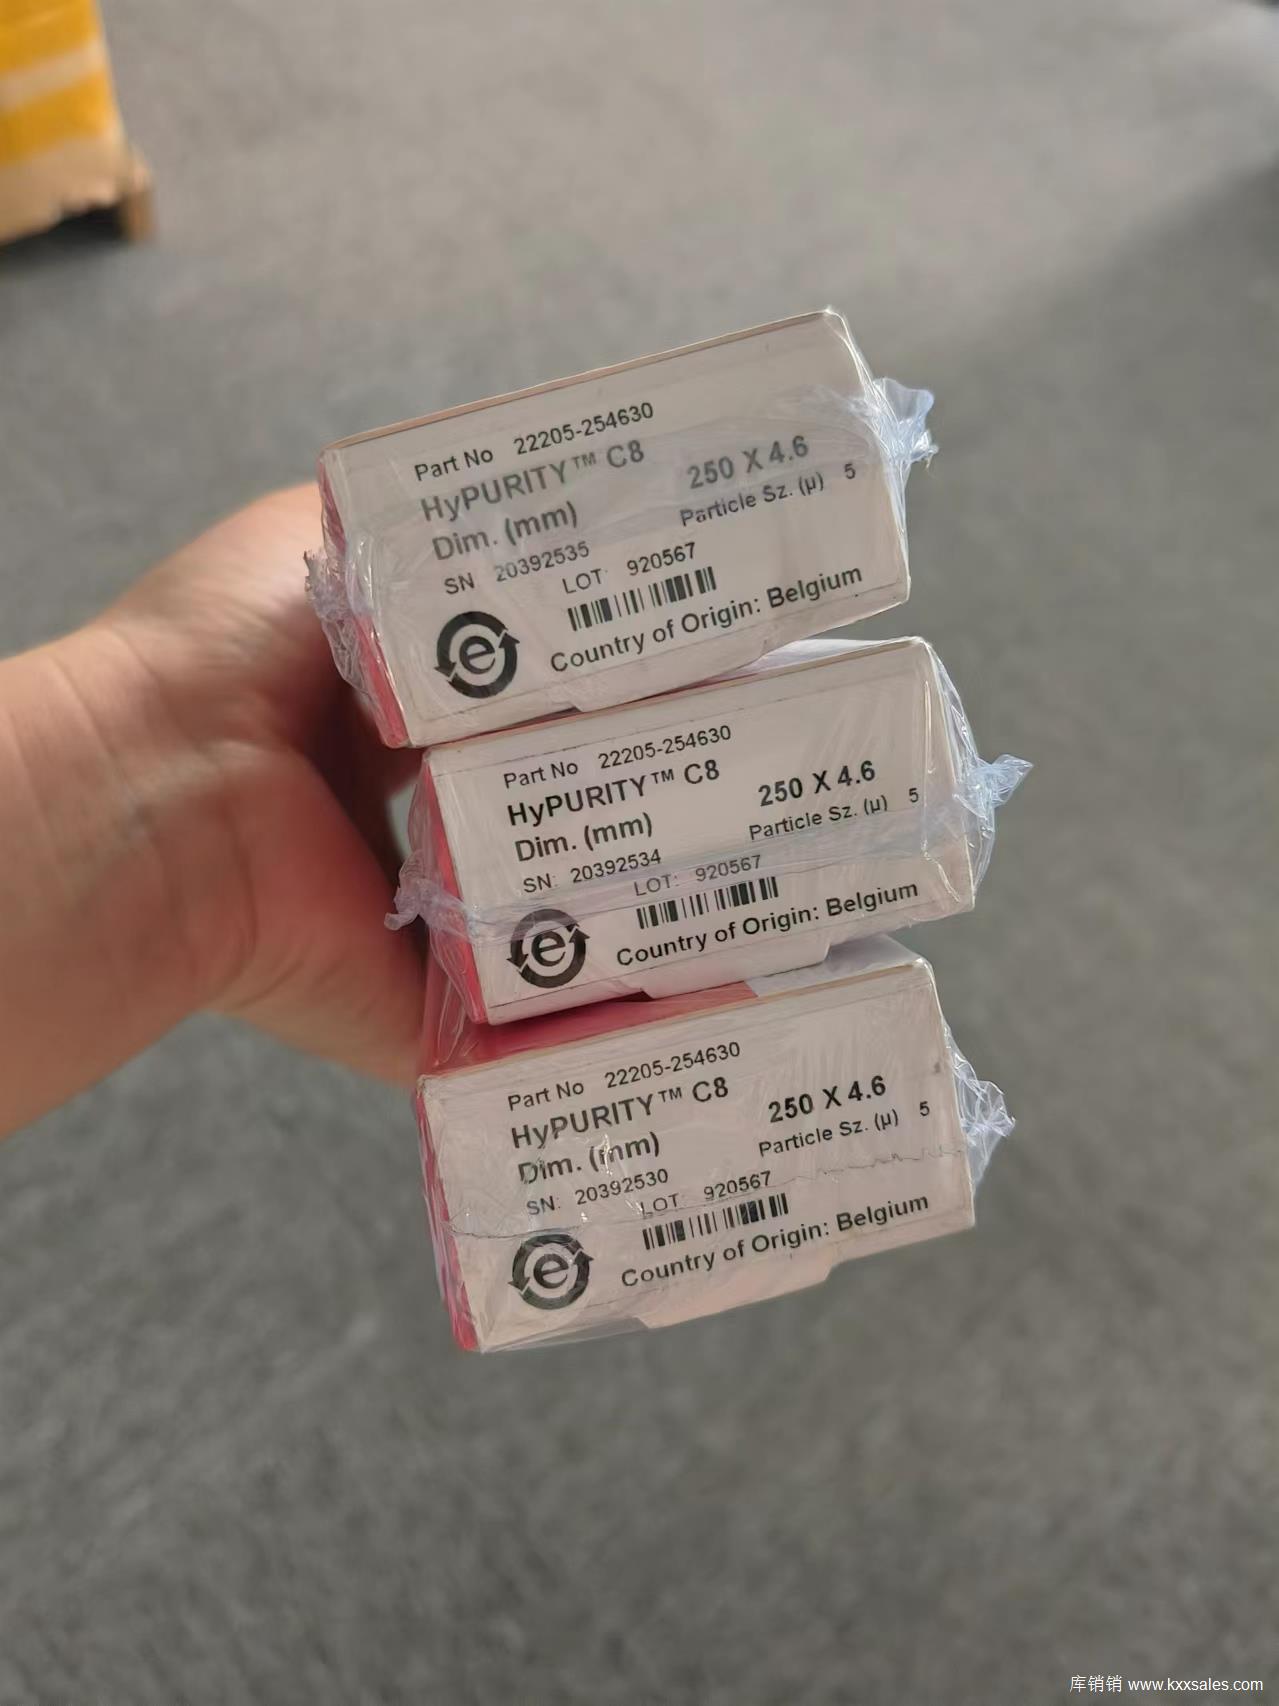 Part No 22205-254630
HyPURITY™ C8
Dim. (mm) 250 X 4.6
Particle Sz. (µ) 5
SN 20392535
LOT: 920567
Country of Origin: Belgium
e
Part No 22205-254630
HyPURITY™ C8
Dim. (mm) 250 X 4.6
Particle Sz. (µ) 5
SN: 20392534
LOT: 920567
Country of Origin: Belgium
e
Part No 22205-254630
HyPURITY™ C8
Dim. (mm) 250 X 4.6
Particle Sz. (µ) 5
SN: 20392530
LOT: 920567
Country of Origin: Belgium
e
库销销 www.kxxsales.com